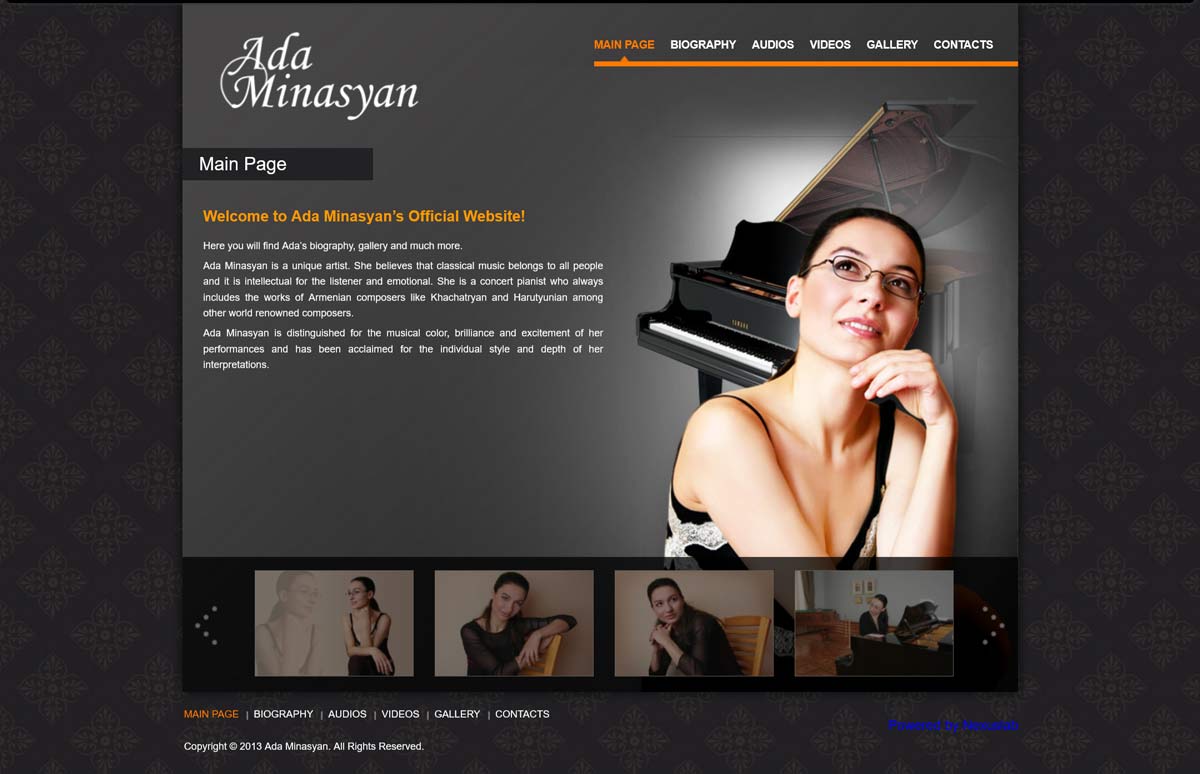 Ada
Minasyan
MAIN PAGE BIOGRAPHY AUDIOS VIDEOS GALLERY CONTACTS
Main Page
Welcome to Ada Minasyan's Official Website!
Here you will find Ada's biography, gallery and much more.
Ada Minasyan is a unique artist. She believes that classical music belongs to all people
and it is intellectual for the listener and emotional. She is a concert pianist who always
includes the works of Armenian composers like Khachatryan and Harutyunian among
other world renowned composers.
Ada Minasyan is distinguished for the musical color, brilliance and excitement of her
performances and has been acclaimed for the individual style and depth of her
interpretations.
YAMAHA
MAIN PAGE | BIOGRAPHY | AUDIOS | VIDEOS | GALLERY | CONTACTS
Powered by
Copyright © 2013 Ada Minasyan. All Rights Reserved.